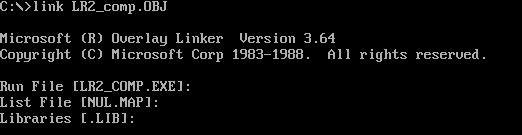 C:\>link LR2_comp.OBJ
Microsoft (R) Overlay Linker  Version 3.64
Copyright (C) Microsoft Corp 1983-1988.  All rights reserved.
Run File [LR2_COMP.EXE]:
List File [NUL.MAP]:
Libraries [.LIB]: